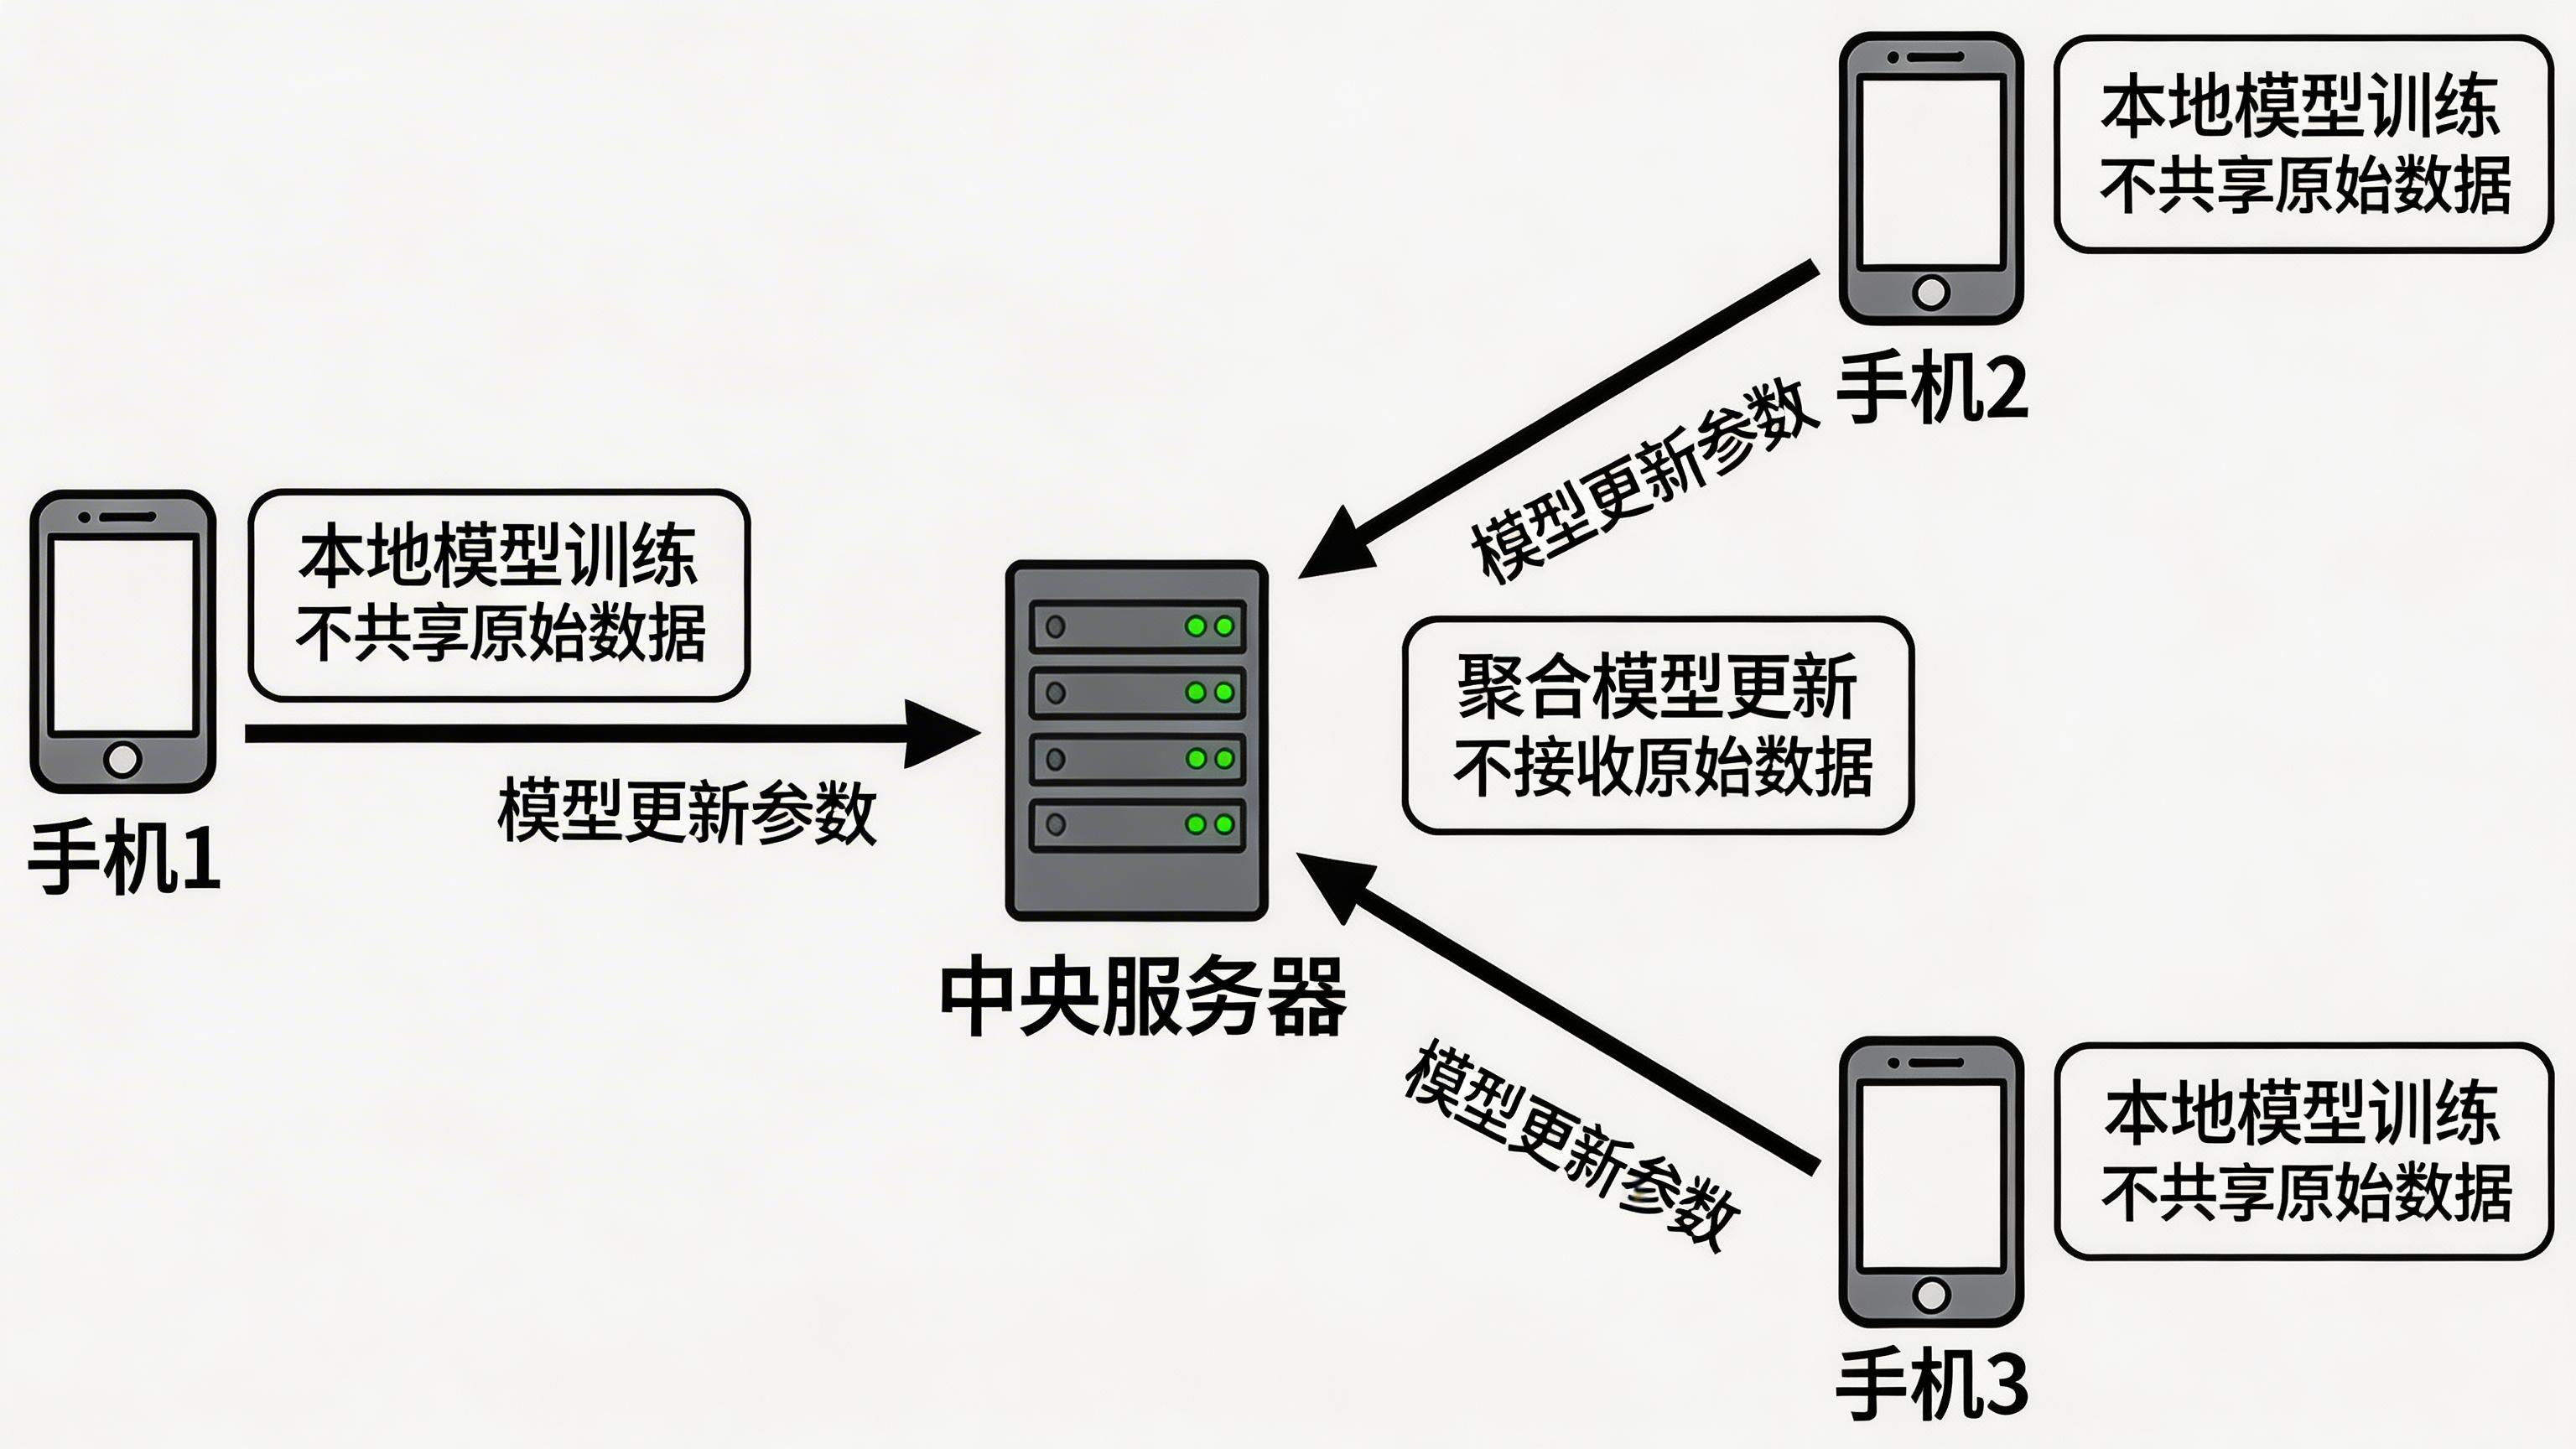 本地模型训练
不共享原始数据
手机2
模型更新参数
本地模型训练
不共享原始数据
模型更新参数
手机1
聚合模型更新
不接收原始数据
中央服务器
模型更新参数
本地模型训练
不共享原始数据
手机3